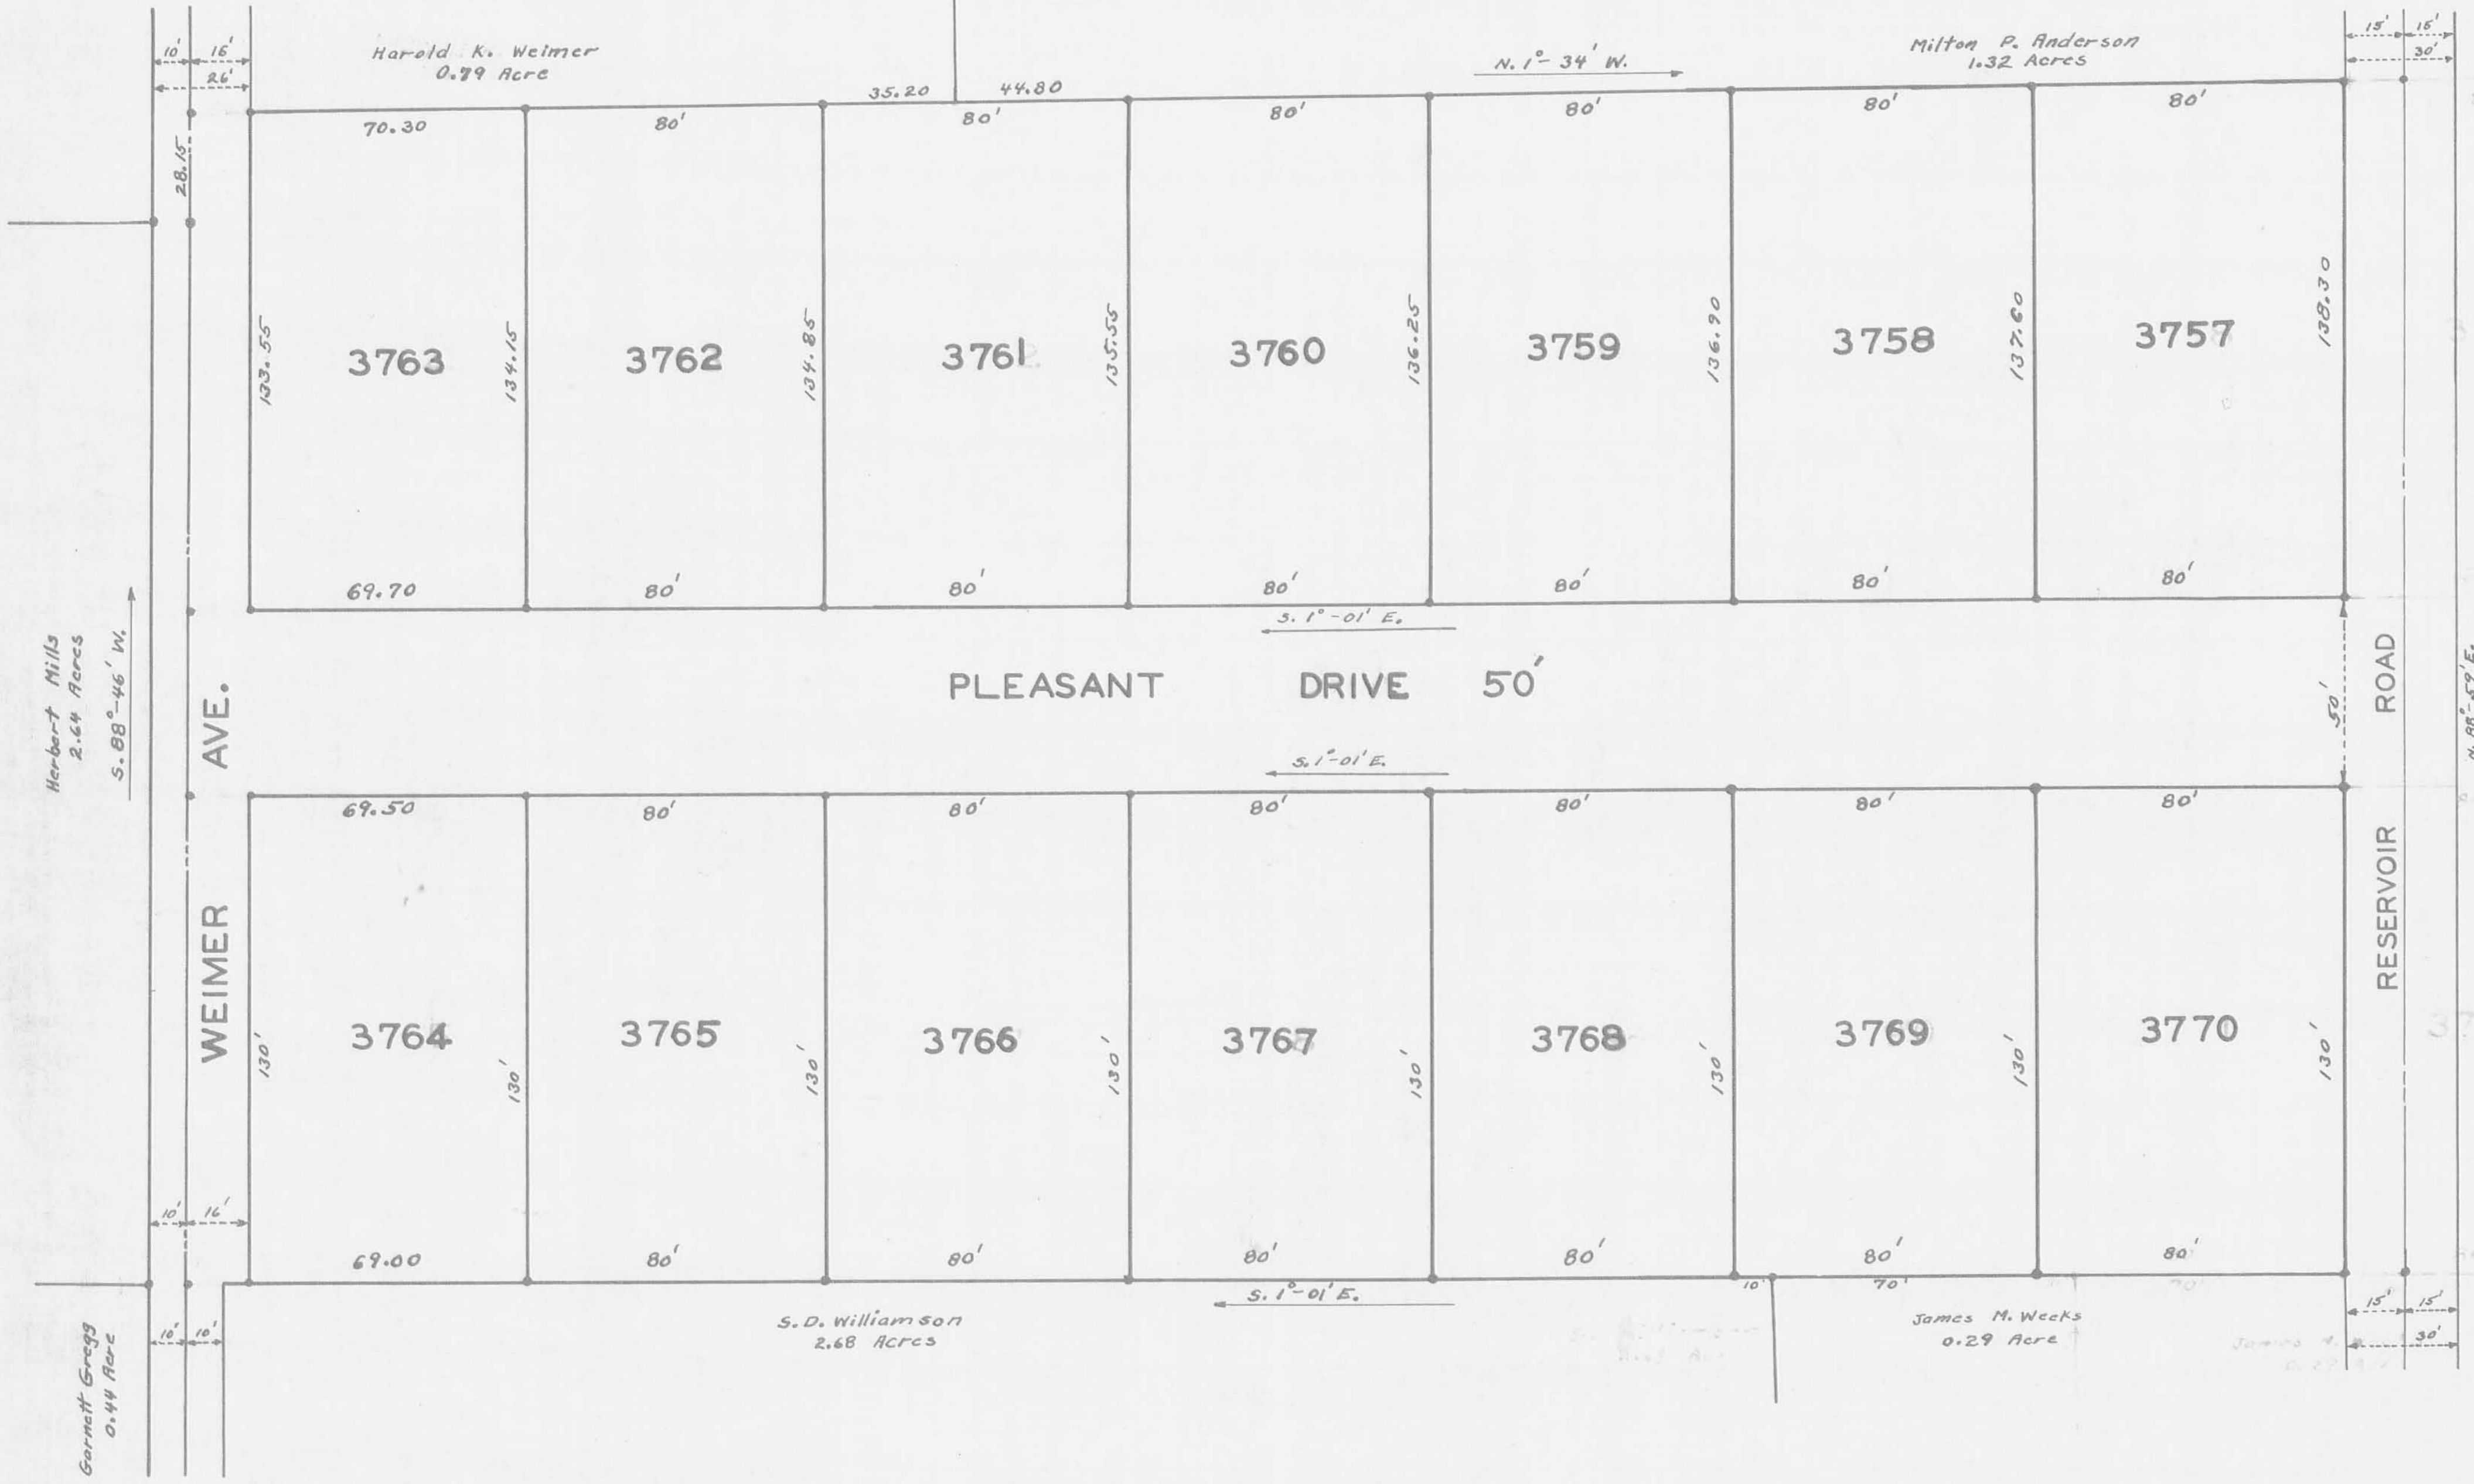 10' 16'
26'
Harold K. Weimer
0.79 Acre
N. 1°-34' W.
Milton P. Anderson
1.32 Acres
15' 15'
30'
35.20 44.80
70.30 80' 80' 80' 80' 80' 80'
28.15
133.55 3763 134.15 3762 134.85 3761 135.55 3760 136.25 3759 136.90 3758 137.60 3757 138.30
69.70 80' 80' 80' 80' 80' 80'
S. 1°-01' E.
Herbert Mills
2.64 Acres
S. 88°-46' W.
WEIMER AVE.
PLEASANT DRIVE 50'
50'
RESERVOIR ROAD
N. 88°-59' E.
S. 1°-01' E.
69.50 80' 80' 80' 80' 80' 80'
130' 3764 130' 3765 130' 3766 130' 3767 130' 3768 130' 3769 130' 3770 130'
10' 16'
69.00 80' 80' 80' 80' 80' 80'
10' 70'
S. 1°-01' E.
S.D. Williamson
2.68 Acres
James M. Weeks
0.29 Acre
15' 15'
30'
10' 10'
Garnett Gregg
0.44 Acre